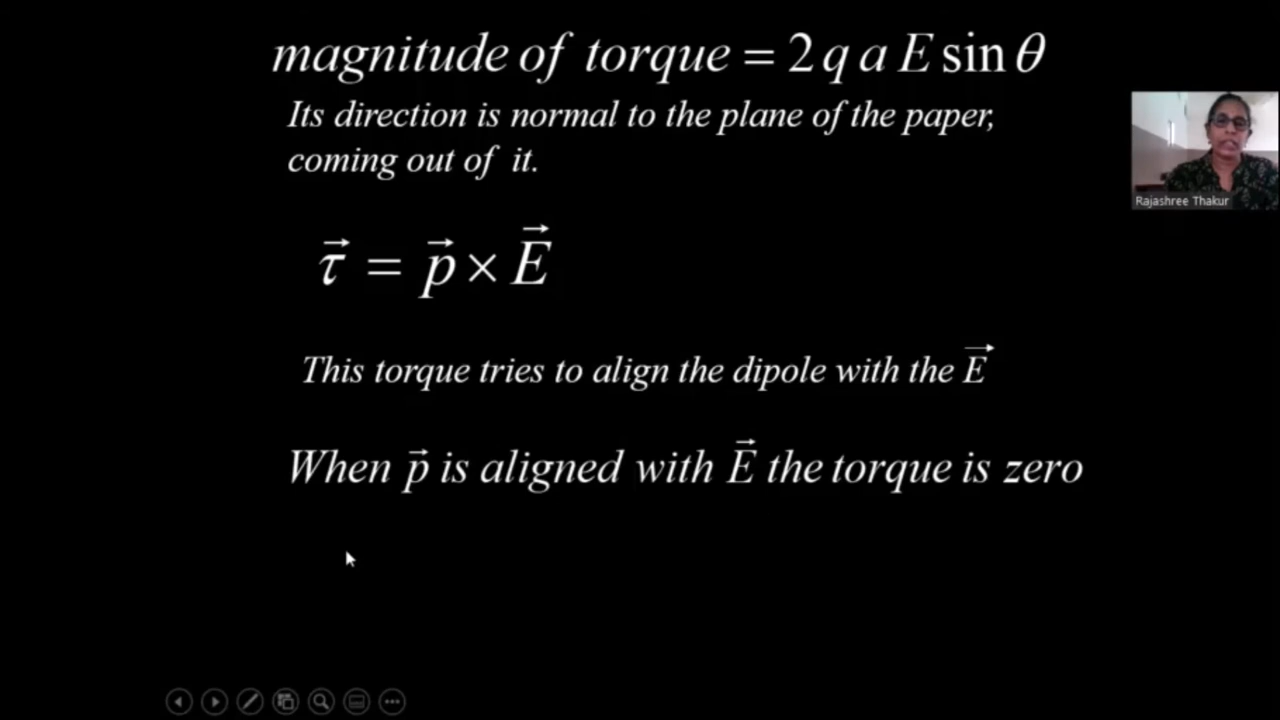 magnitude of torque = 2 q a E sin θ
Its direction is normal to the plane of the paper,
coming out of it.
Rajashree Thakur
τ⃗ = p⃗ × E⃗
This torque tries to align the dipole with the E⃗
When p⃗ is aligned with E⃗ the torque is zero